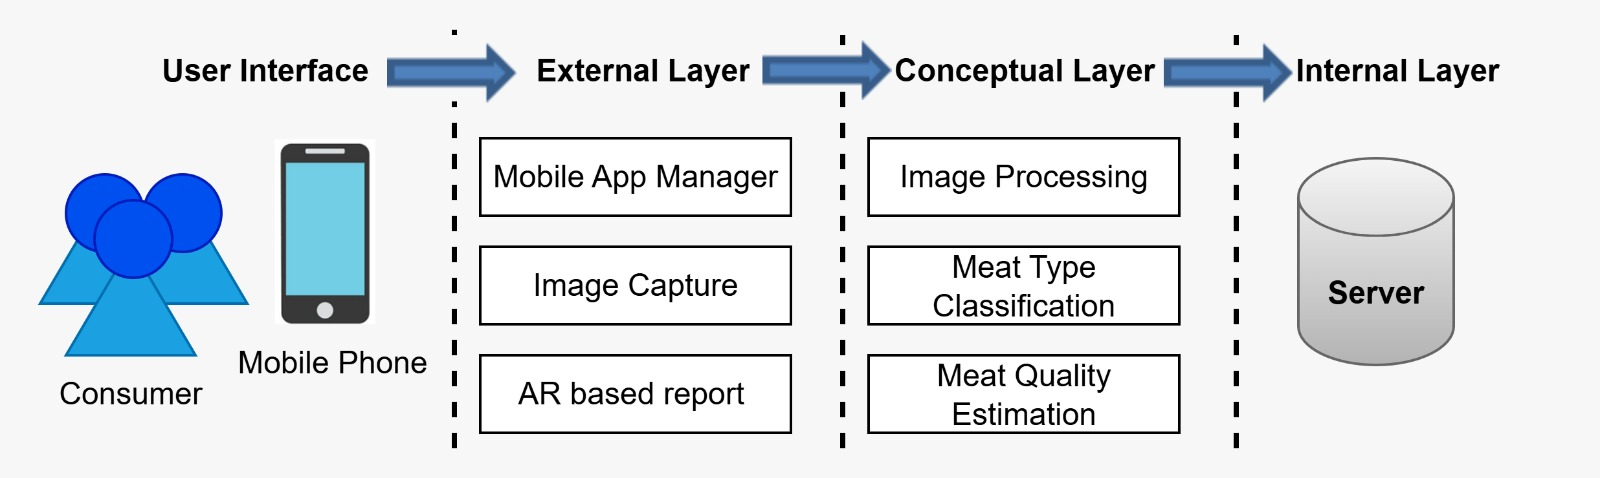 User Interface
External Layer
Conceptual Layer
Internal Layer
Consumer
Mobile Phone
Mobile App Manager
Image Capture
AR based report
Image Processing
Meat Type
Classification
Meat Quality
Estimation
Server